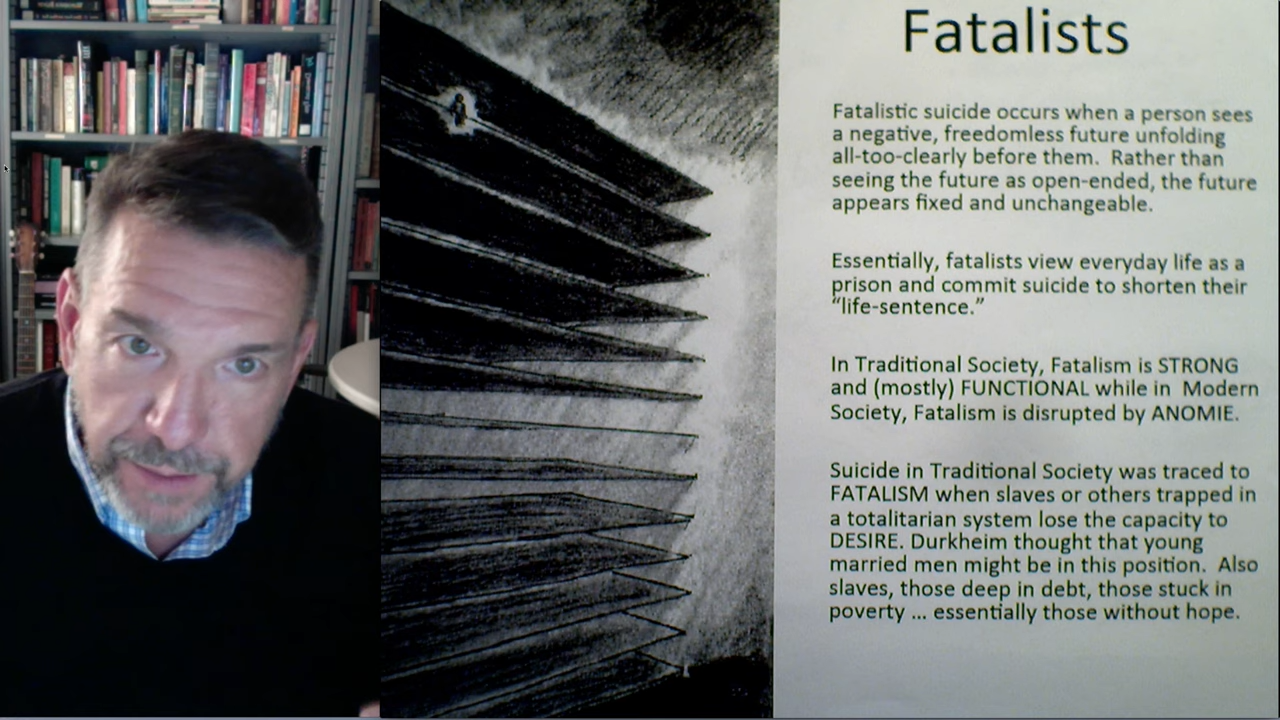 Fatalists
Fatalistic suicide occurs when a person sees
a negative, freedomless future unfolding
all-too-clearly before them.  Rather than
seeing the future as open-ended, the future
appears fixed and unchangeable.
Essentially, fatalists view everyday life as a
prison and commit suicide to shorten their
“life-sentence.”
In Traditional Society, Fatalism is STRONG
and (mostly) FUNCTIONAL while in  Modern
Society, Fatalism is disrupted by ANOMIE.
Suicide in Traditional Society was traced to
FATALISM when slaves or others trapped in
a totalitarian system lose the capacity to
DESIRE. Durkheim thought that young
married men might be in this position.  Also
slaves, those deep in debt, those stuck in
poverty ... essentially those without hope.